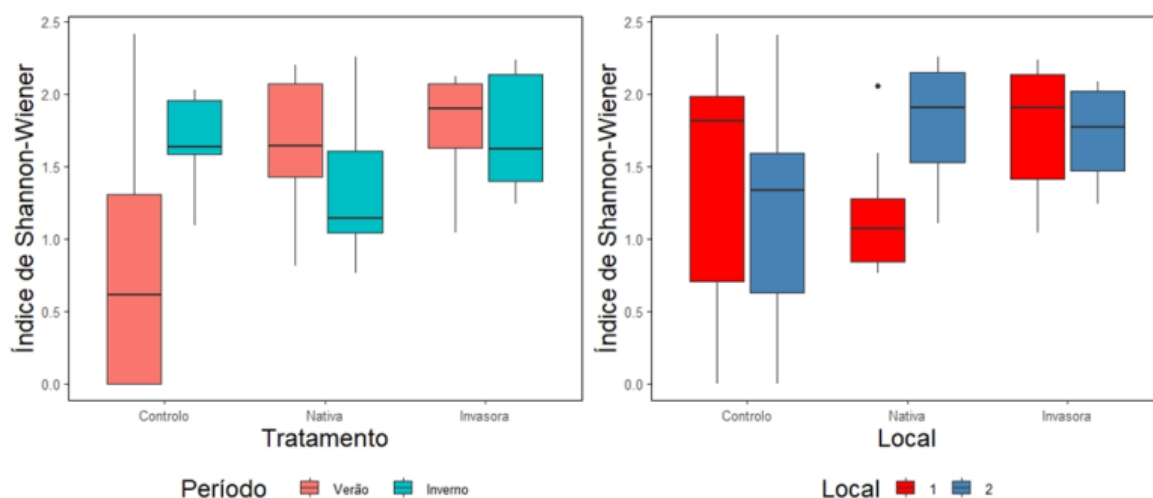 Índice de Shannon-Wiener
2.5
2.0
1.5
1.0
0.5
0.0
Controlo Nativa Invasora
Tratamento
Período Verão Inverno
Índice de Shannon-Wiener
2.5
2.0
1.5
1.0
0.5
0.0
Controlo Nativa Invasora
Local
Local 1 2